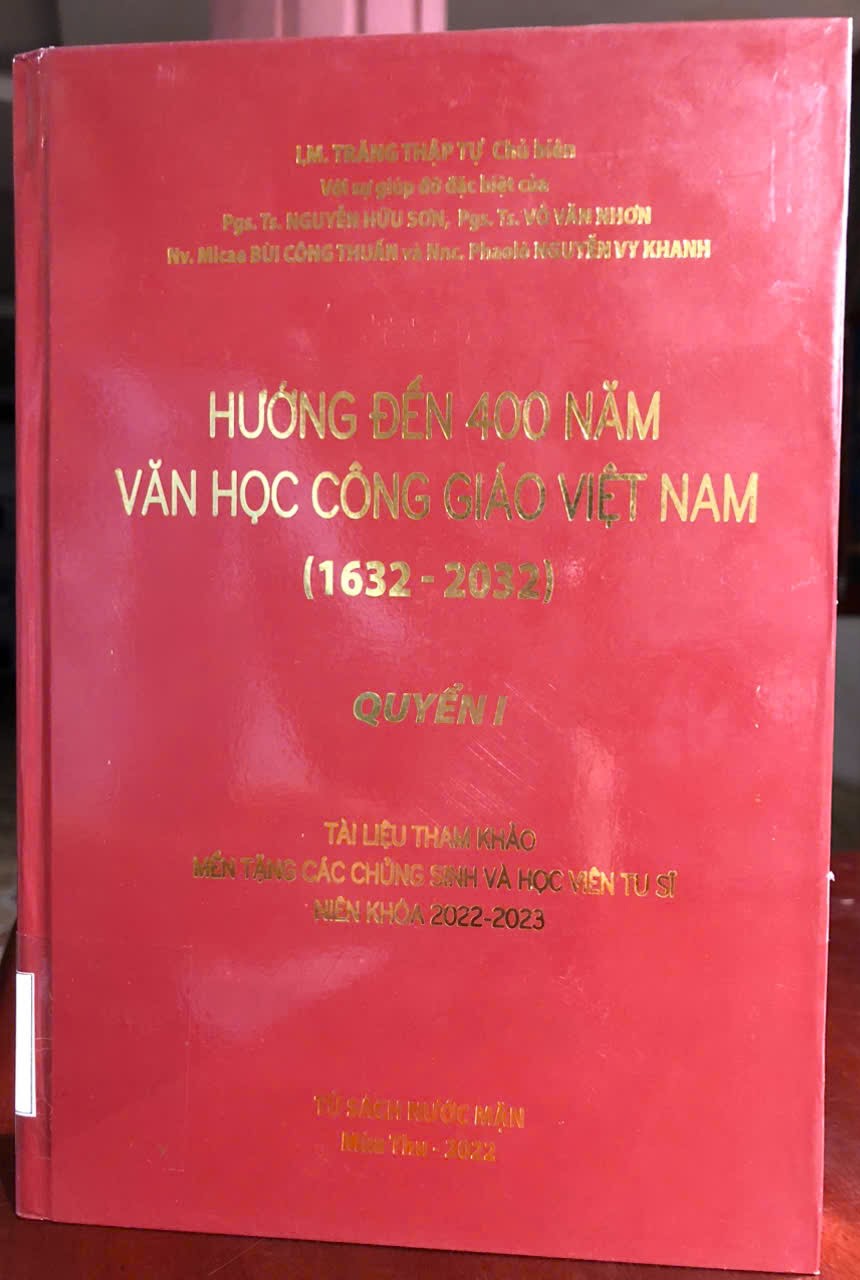 LM. TRĂNG THẬP TỰ Chủ biên
Với sự giúp đỡ đặc biệt của
Pgs. Ts. NGUYỄN HỮU SƠN, Pgs. Ts. VÕ VĂN NHƠN
Nv. Micae BÙI CÔNG THUẤN và Nnc. Phaolô NGUYỄN VY KHANH
HƯỚNG ĐẾN 400 NĂM
VĂN HỌC CÔNG GIÁO VIỆT NAM
(1632 - 2032)
QUYỂN I
TÀI LIỆU THAM KHẢO
MẾN TẶNG CÁC CHỦNG SINH VÀ HỌC VIÊN TU SĨ
NIÊN KHÓA 2022-2023
TỦ SÁCH NƯỚC MẶN
Mùa Thu - 2022